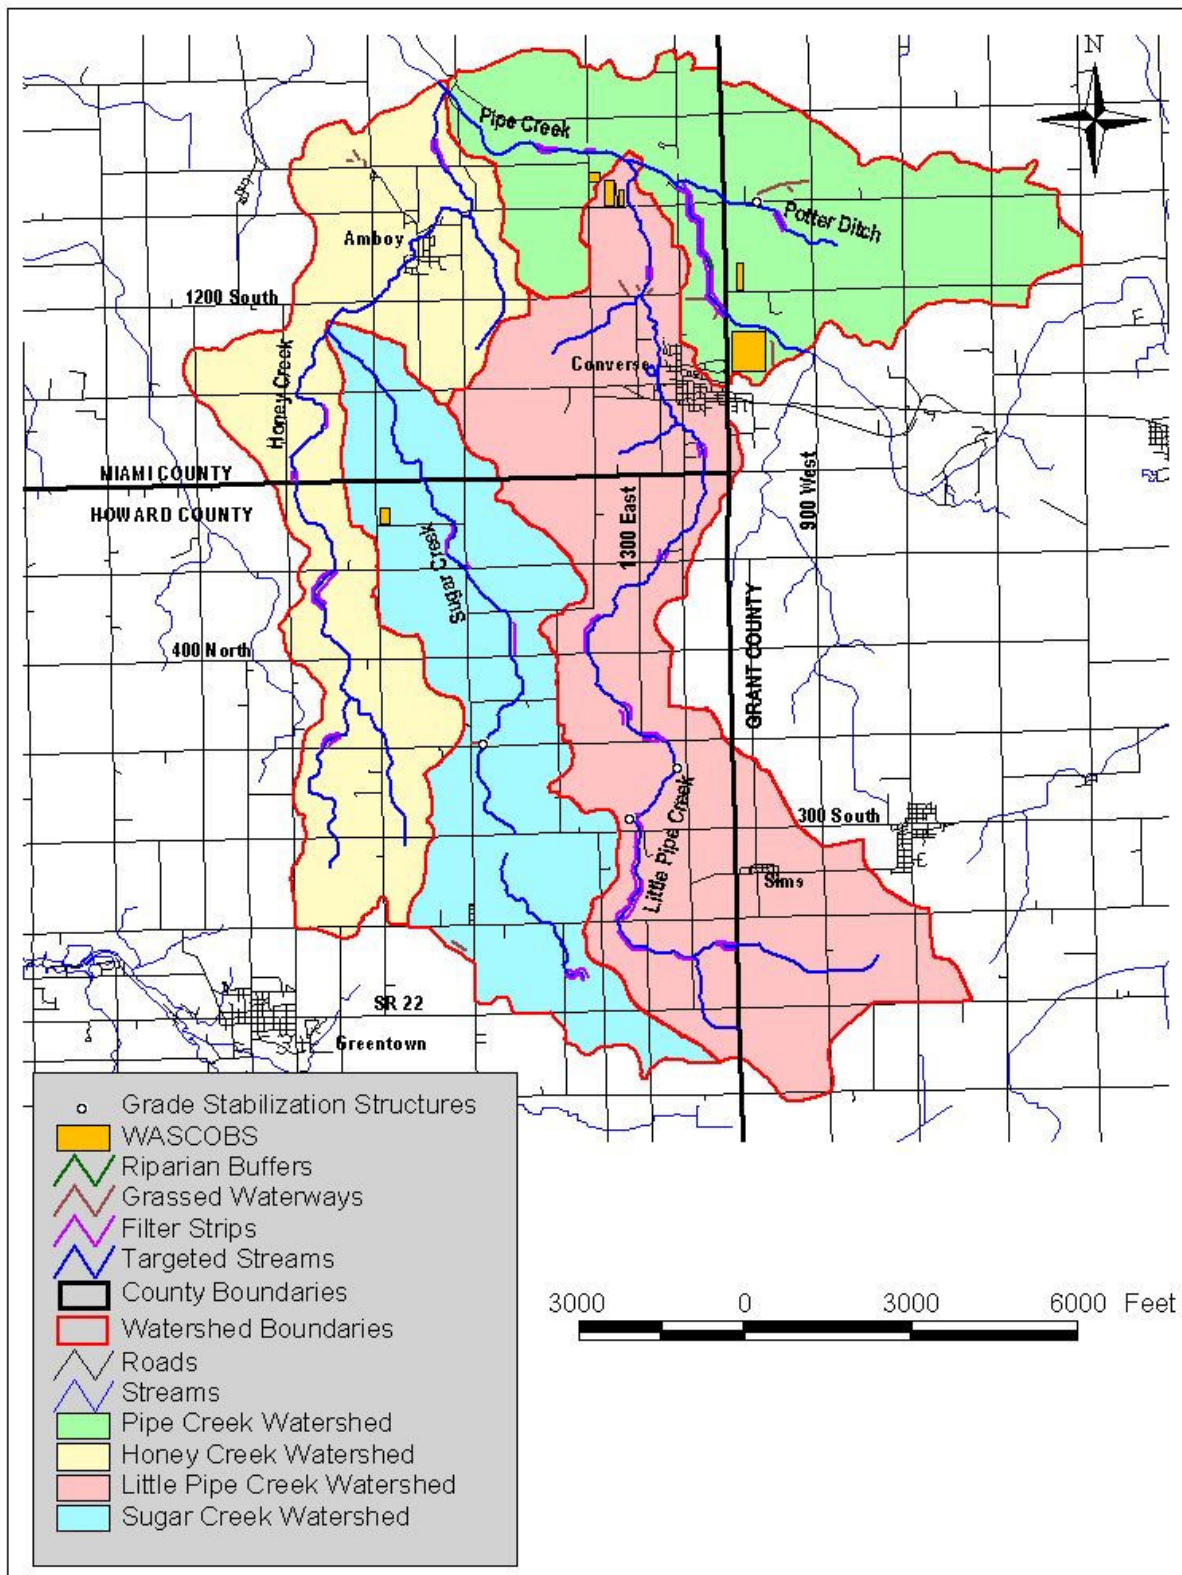 N
Pipe Creek
Potter Ditch
Amboy
1200 South
Honey Creek
Converse
MIAMI COUNTY
HOWARD COUNTY
1300 East
900 West
Sugar Creek
400 North
GRANT COUNTY
Little Pipe Creek
300 South
Sims
SR 22
Greentown
Grade Stabilization Structures
WASCOBS
Riparian Buffers
Grassed Waterways
Filter Strips
Targeted Streams
County Boundaries
Watershed Boundaries
Roads
Streams
Pipe Creek Watershed
Honey Creek Watershed
Little Pipe Creek Watershed
Sugar Creek Watershed
3000 0 3000 6000 Feet